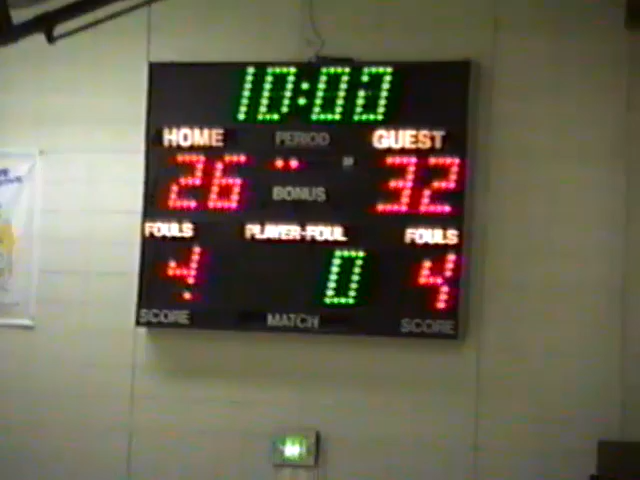 10:00
HOME PERIOD GUEST
26 32
BONUS
FOULS PLAYER-FOUL FOULS
4 0 4
SCORE MATCH SCORE